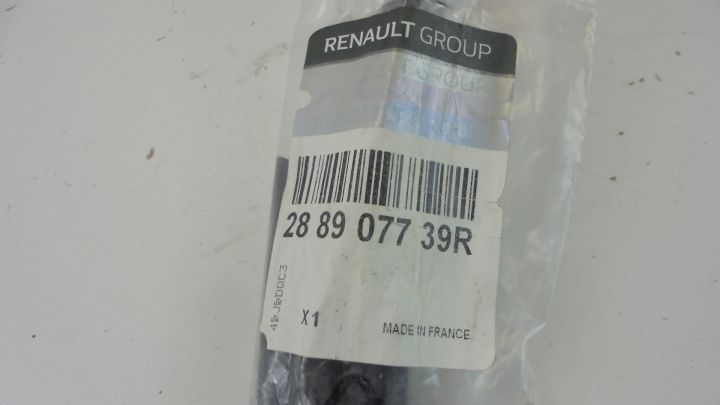 RENAULT GROUP
28 89 077 39R
X1
MADE IN FRANCE